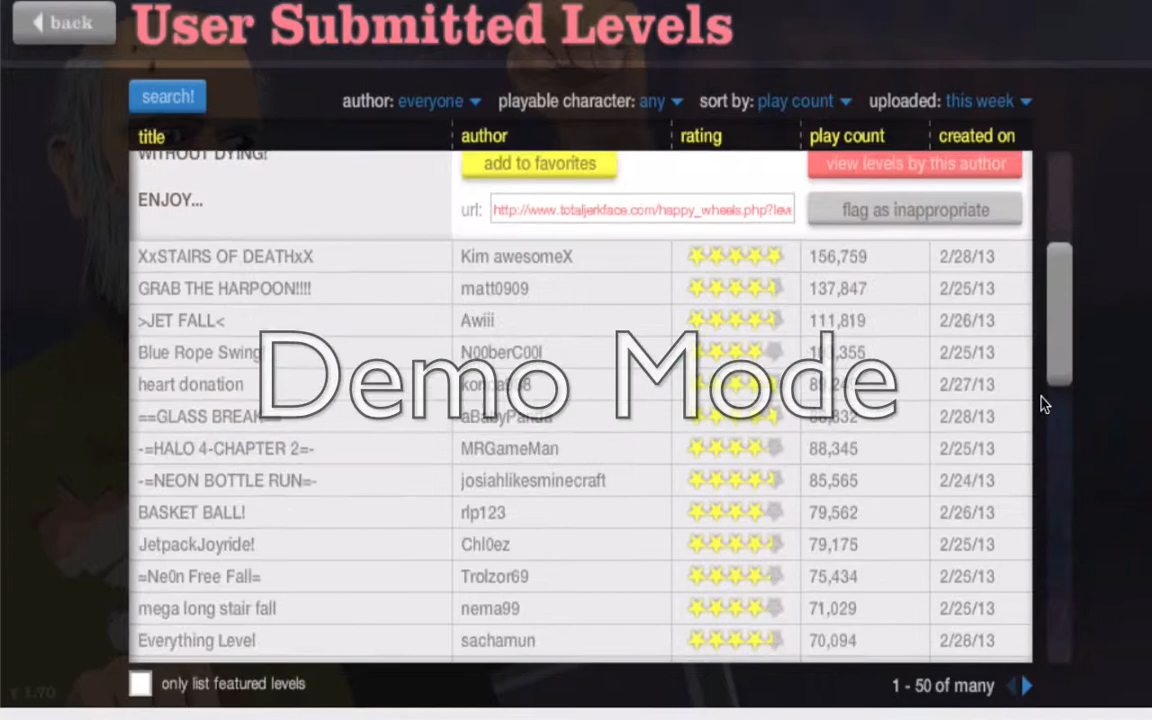 back
User Submitted Levels
search! author: everyone playable character: any sort by: play count uploaded: this week
title author rating play count created on
WITHOUT DYING! add to favorites view levels by this author
ENJOY... url: http://www.totaljerkface.com/happy_wheels.php?lev flag as inappropriate
XxSTAIRS OF DEATHxX Kim awesomeX 156,759 2/28/13
GRAB THE HARPOON!!!! matt0909 137,847 2/25/13
>JET FALL< Awiii 111,819 2/26/13
Blue Rope Swing N00berC00l 2/25/13
heart donation 2/27/13
Demo Mode
==GLASS BREAK aBabyPanda 2/28/13
-=HALO 4-CHAPTER 2=- MRGameMan 88,345 2/25/13
-=NEON BOTTLE RUN=- josiahlikesminecraft 85,565 2/24/13
BASKET BALL! rlp123 79,562 2/26/13
JetpackJoyride! Chl0ez 79,175 2/25/13
=Ne0n Free Fall= Trolzor69 75,434 2/25/13
mega long stair fall nema99 71,029 2/25/13
Everything Level sachamun 70,094 2/26/13
v 1.70 only list featured levels 1 - 50 of many